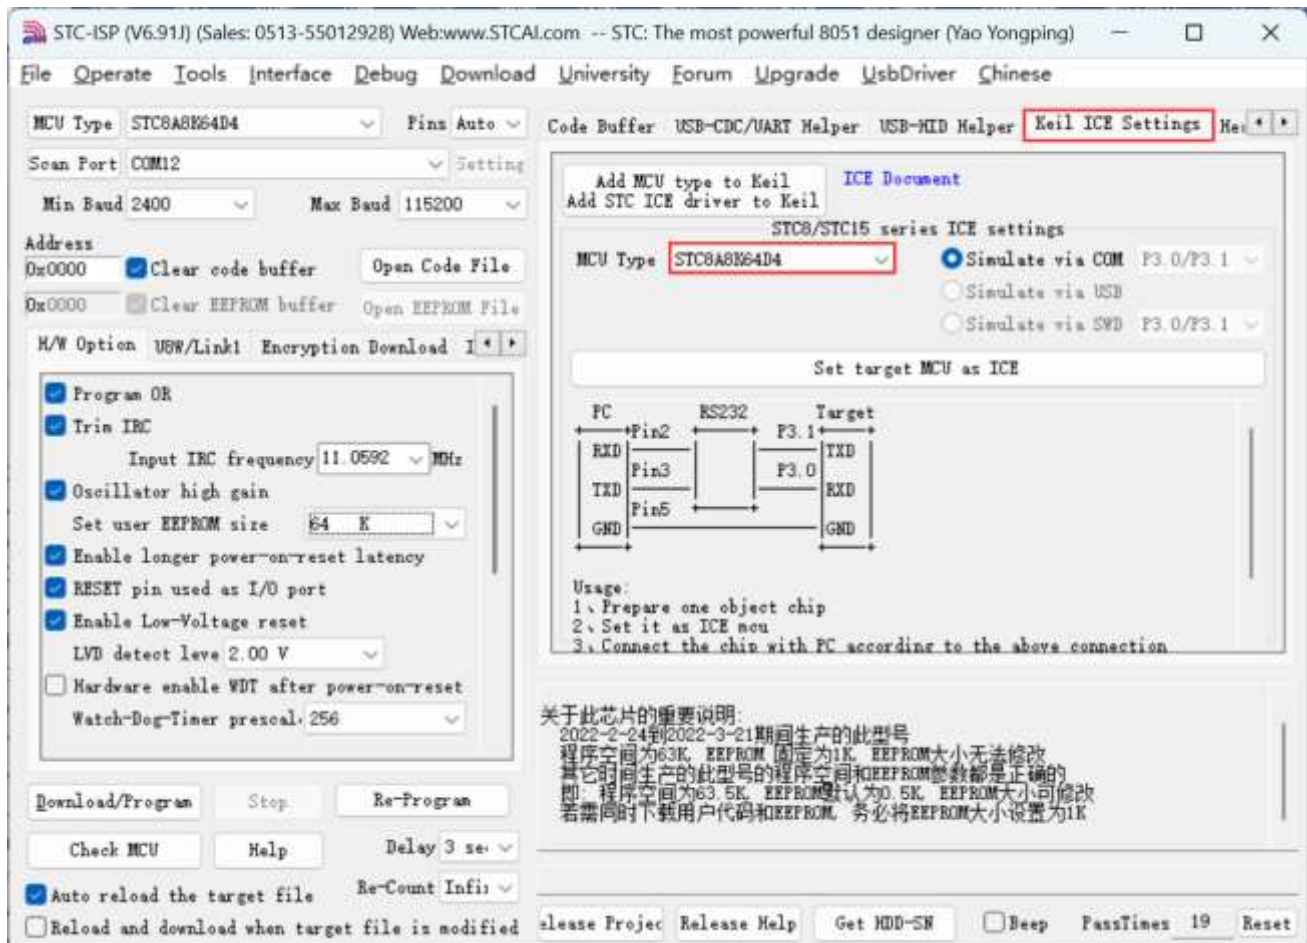 STC-ISP (V6.91J) (Sales: 0513-55012928) Web:www.STCAI.com -- STC: The most powerful 8051 designer (Yao Yongping)
File Operate Tools Interface Debug Download University Forum Upgrade UsbDriver Chinese
MCU Type STC8A8K64D4 Pins Auto
Scan Port COM12 Setting
Min Baud 2400 Max Baud 115200
Address
0x0000 Clear code buffer Open Code File
0x0000 Clear EEPROM buffer Open EEPROM File
H/W Option U8W/Link1 Encryption Download I
Program OR
Trim IRC
Input IRC frequency 11.0592 MHz
Oscillator high gain
Set user EEPROM size 64 K
Enable longer power-on-reset latency
RESET pin used as I/O port
Enable Low-Voltage reset
LVD detect leve 2.00 V
Hardware enable WDT after power-on-reset
Watch-Dog-Timer prescal 256
Download/Program Stop Re-Program
Check MCU Help Delay 3 se
Auto reload the target file Re-Count Infi
Reload and download when target file is modified
Code Buffer USB-CDC/UART Helper USB-HID Helper Keil ICE Settings
Add MCU type to Keil
Add STC ICE driver to Keil
ICE Document
STC8/STC15 series ICE settings
MCU Type STC8A8K64D4 Simulate via COM P3.0/P3.1
Simulate via USB
Simulate via SWD P3.0/P3.1
Set target MCU as ICE
PC RS232 Target
Pin2 P3.1
RXD TXD
Pin3 P3.0
TXD RXD
Pin5
GND GND
Usage:
1、Prepare one object chip
2、Set it as ICE mcu
3、Connect the chip with PC according to the above connection
关于此芯片的重要说明:
2022-2-24到2022-3-21期间生产的此型号
程序空间为63K, EEPROM 固定为1K, EEPROM大小无法修改
其它时间生产的此型号的程序空间和EEPROM参数都是正确的
即: 程序空间为63.5K, EEPROM默认为0.5K, EEPROM大小可修改
若需同时下载用户代码和EEPROM, 务必将EEPROM大小设置为1K
elease Projec Release Help Get HDD-SN Beep PassTimes 19 Reset